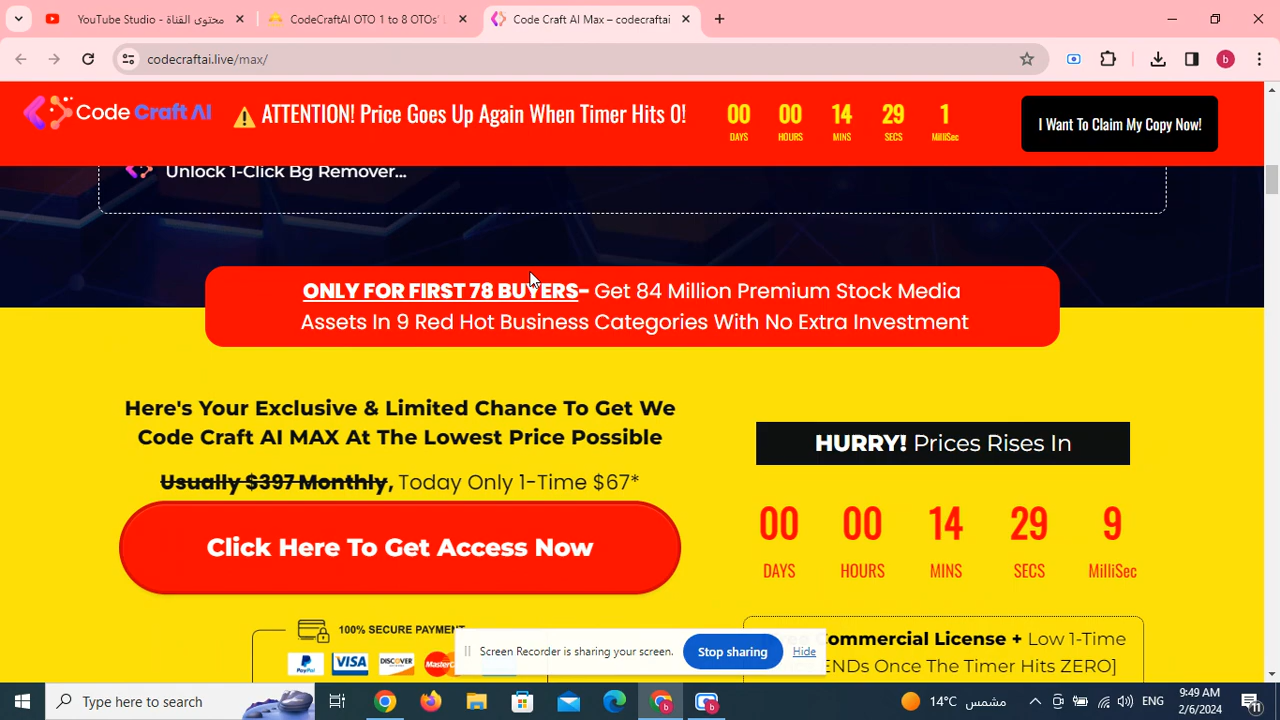 YouTube Studio - محتوى القناة
CodeCraftAI OTO 1 to 8 OTOs' L
Code Craft AI Max – codecraftai
codecraftai.live/max/
b
Code Craft AI
ATTENTION! Price Goes Up Again When Timer Hits 0!
00 00 14 29 1
DAYS HOURS MINS SECS MilliSec
I Want To Claim My Copy Now!
Unlock 1-Click Bg Remover...
ONLY FOR FIRST 78 BUYERS– Get 84 Million Premium Stock Media
Assets In 9 Red Hot Business Categories With No Extra Investment
Here's Your Exclusive & Limited Chance To Get We
Code Craft AI MAX At The Lowest Price Possible
Usually $397 Monthly, Today Only 1-Time $67*
Click Here To Get Access Now
HURRY! Prices Rises In
00 00 14 29 9
DAYS HOURS MINS SECS MilliSec
100% SECURE PAYMENT
PayPal VISA DISCOVER
Commercial License + Low 1-Time
ENDs Once The Timer Hits ZERO]
Screen Recorder is sharing your screen.
Stop sharing
Hide
Type here to search
14°C مشمس
ENG
9:49 AM
2/6/2024
11